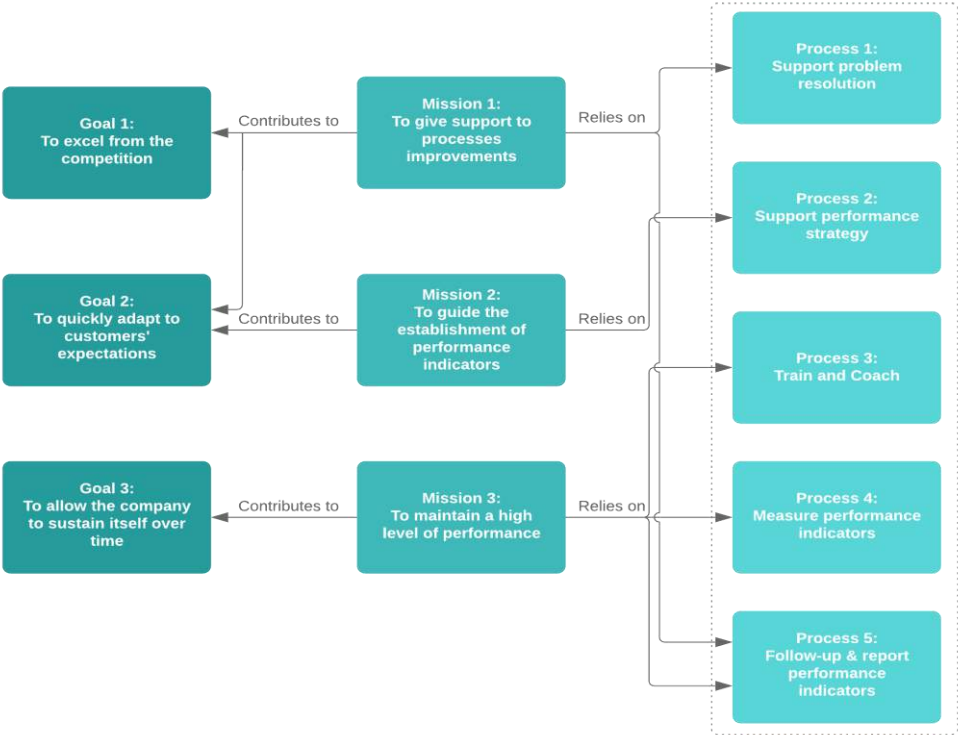 Goal 1:
To excel from the
competition
Contributes to
Mission 1:
To give support to
processes
improvements
Relies on
Process 1:
Support problem
resolution
Process 2:
Support performance
strategy
Goal 2:
To quickly adapt to
customers'
expectations
Contributes to
Mission 2:
To guide the
establishment of
performance
indicators
Relies on
Process 3:
Train and Coach
Goal 3:
To allow the company
to sustain itself over
time
Contributes to
Mission 3:
To maintain a high
level of performance
Relies on
Process 4:
Measure performance
indicators
Process 5:
Follow-up & report
performance
indicators